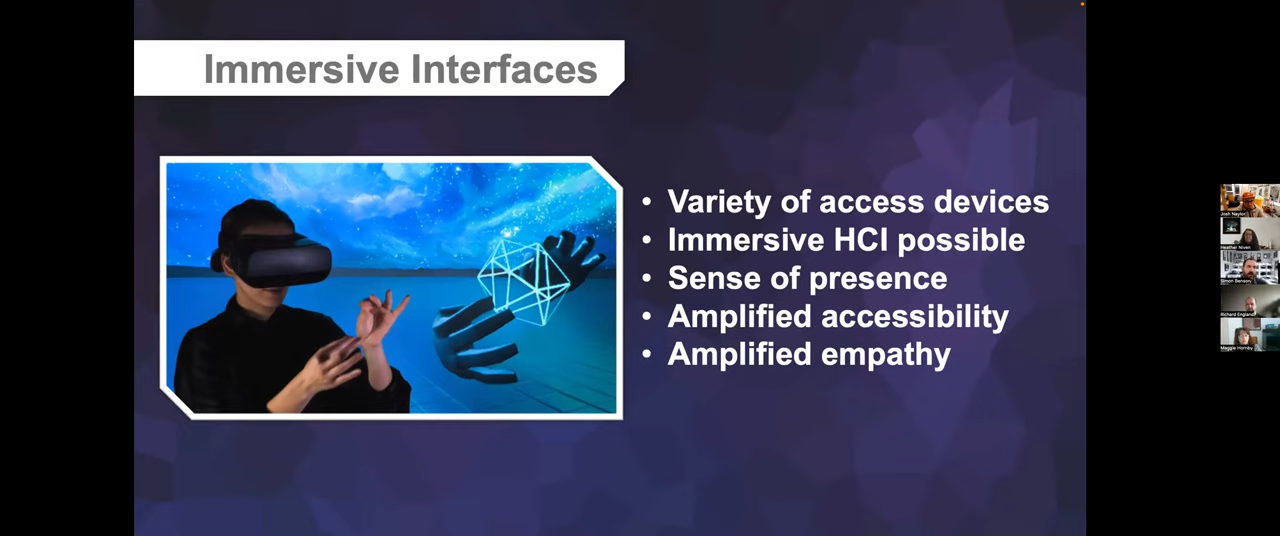 Immersive Interfaces
• Variety of access devices
• Immersive HCI possible
• Sense of presence
• Amplified accessibility
• Amplified empathy
Josh Naylor
Heather Niven
Simon Benson
Richard England
Maggie Hornby